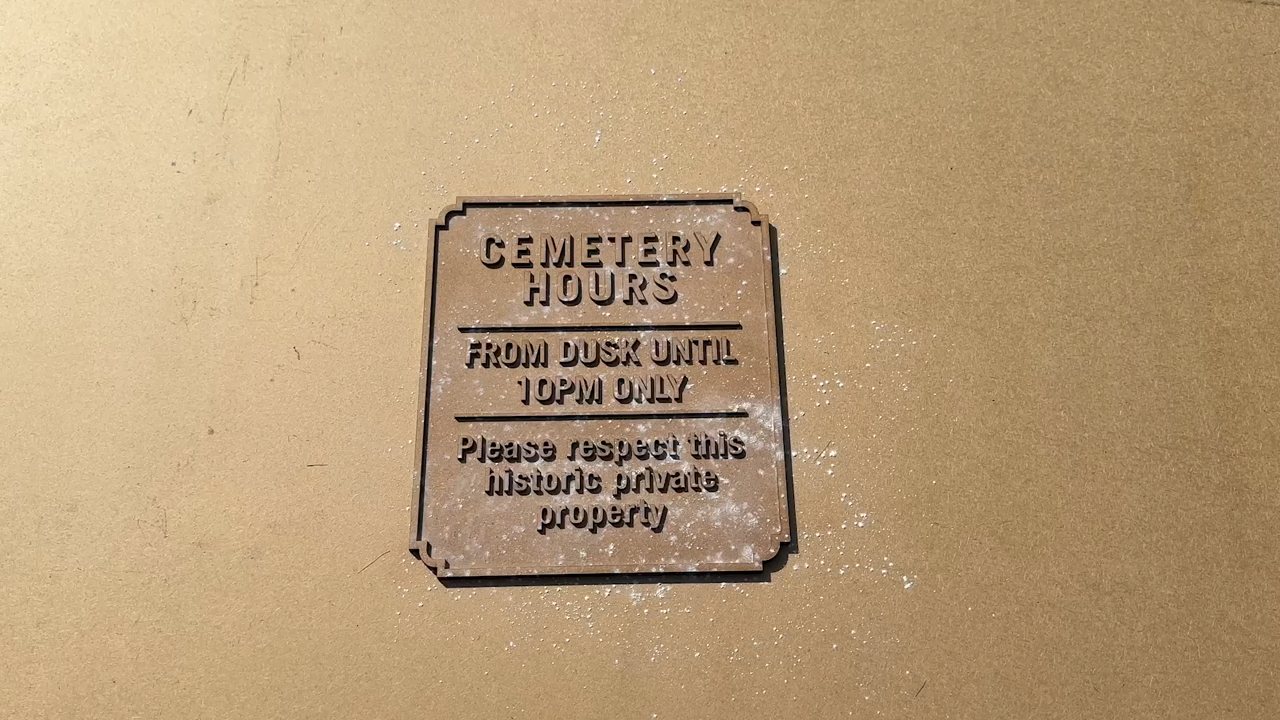 CEMETERY
HOURS
FROM DUSK UNTIL
10PM ONLY
Please respect this
historic private
property